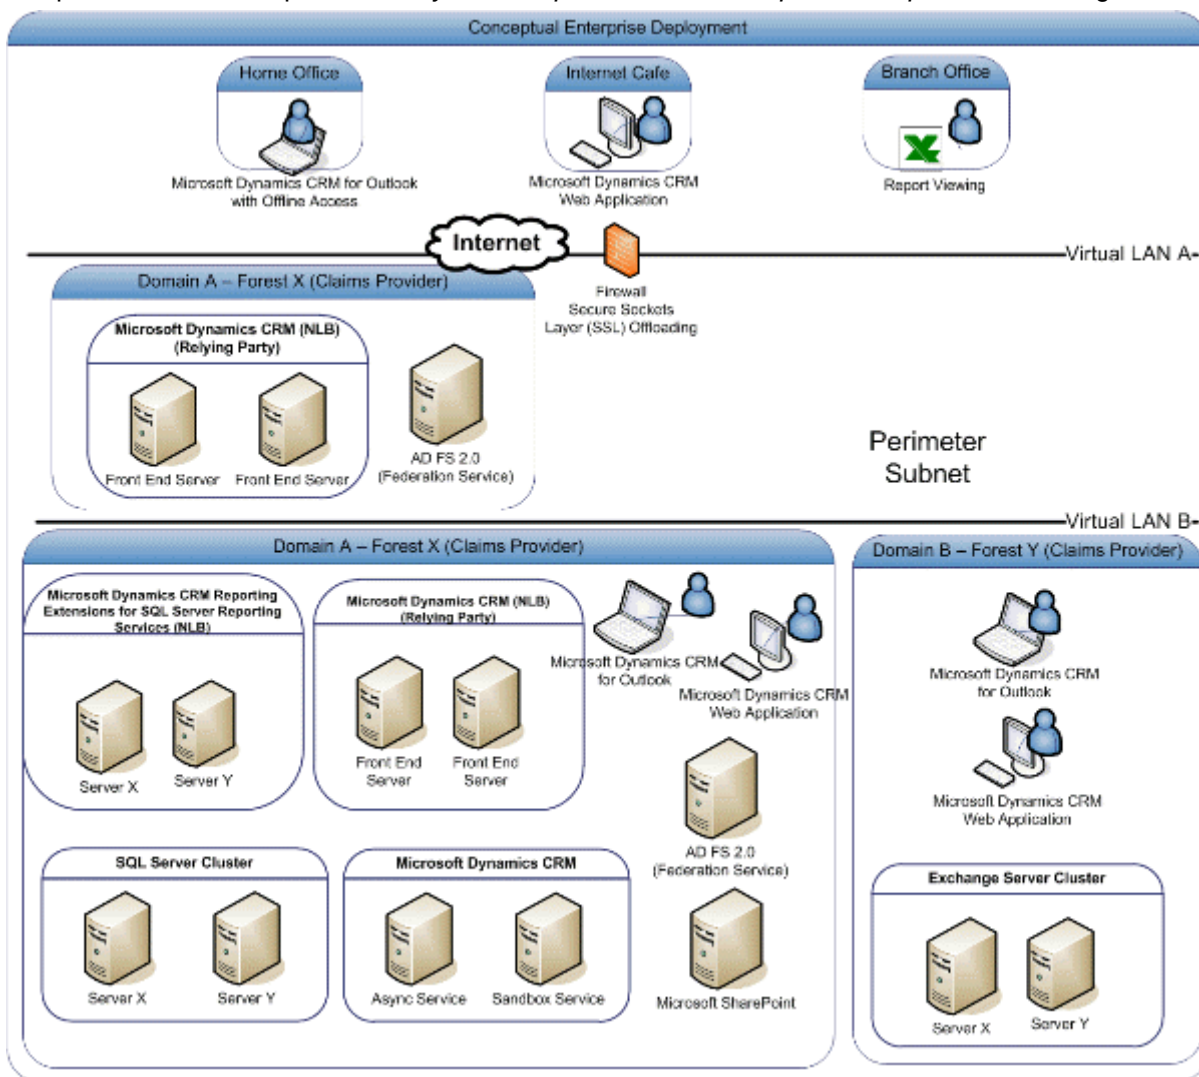 Conceptual Enterprise Deployment
Home Office
Internet Cafe
Branch Office
Microsoft Dynamics CRM for Outlook
with Offline Access
Microsoft Dynamics CRM
Web Application
Report Viewing
Internet
Virtual LAN A
Firewall
Secure Sockets
Layer (SSL) Offloading
Domain A – Forest X (Claims Provider)
Microsoft Dynamics CRM (NLB)
(Relying Party)
Front End Server
Front End Server
AD FS 2.0
(Federation Service)
Perimeter
Subnet
Virtual LAN B
Domain A – Forest X (Claims Provider)
Microsoft Dynamics CRM Reporting
Extensions for SQL Server Reporting
Services (NLB)
Server X
Server Y
Microsoft Dynamics CRM (NLB)
(Relying Party)
Front End
Server
Front End
Server
Microsoft Dynamics CRM
for Outlook
Microsoft Dynamics CRM
Web Application
AD FS 2.0
(Federation Service)
SQL Server Cluster
Server X
Server Y
Microsoft Dynamics CRM
Async Service
Sandbox Service
Microsoft SharePoint
Domain B – Forest Y (Claims Provider)
Microsoft Dynamics CRM
for Outlook
Microsoft Dynamics CRM
Web Application
Exchange Server Cluster
Server X
Server Y